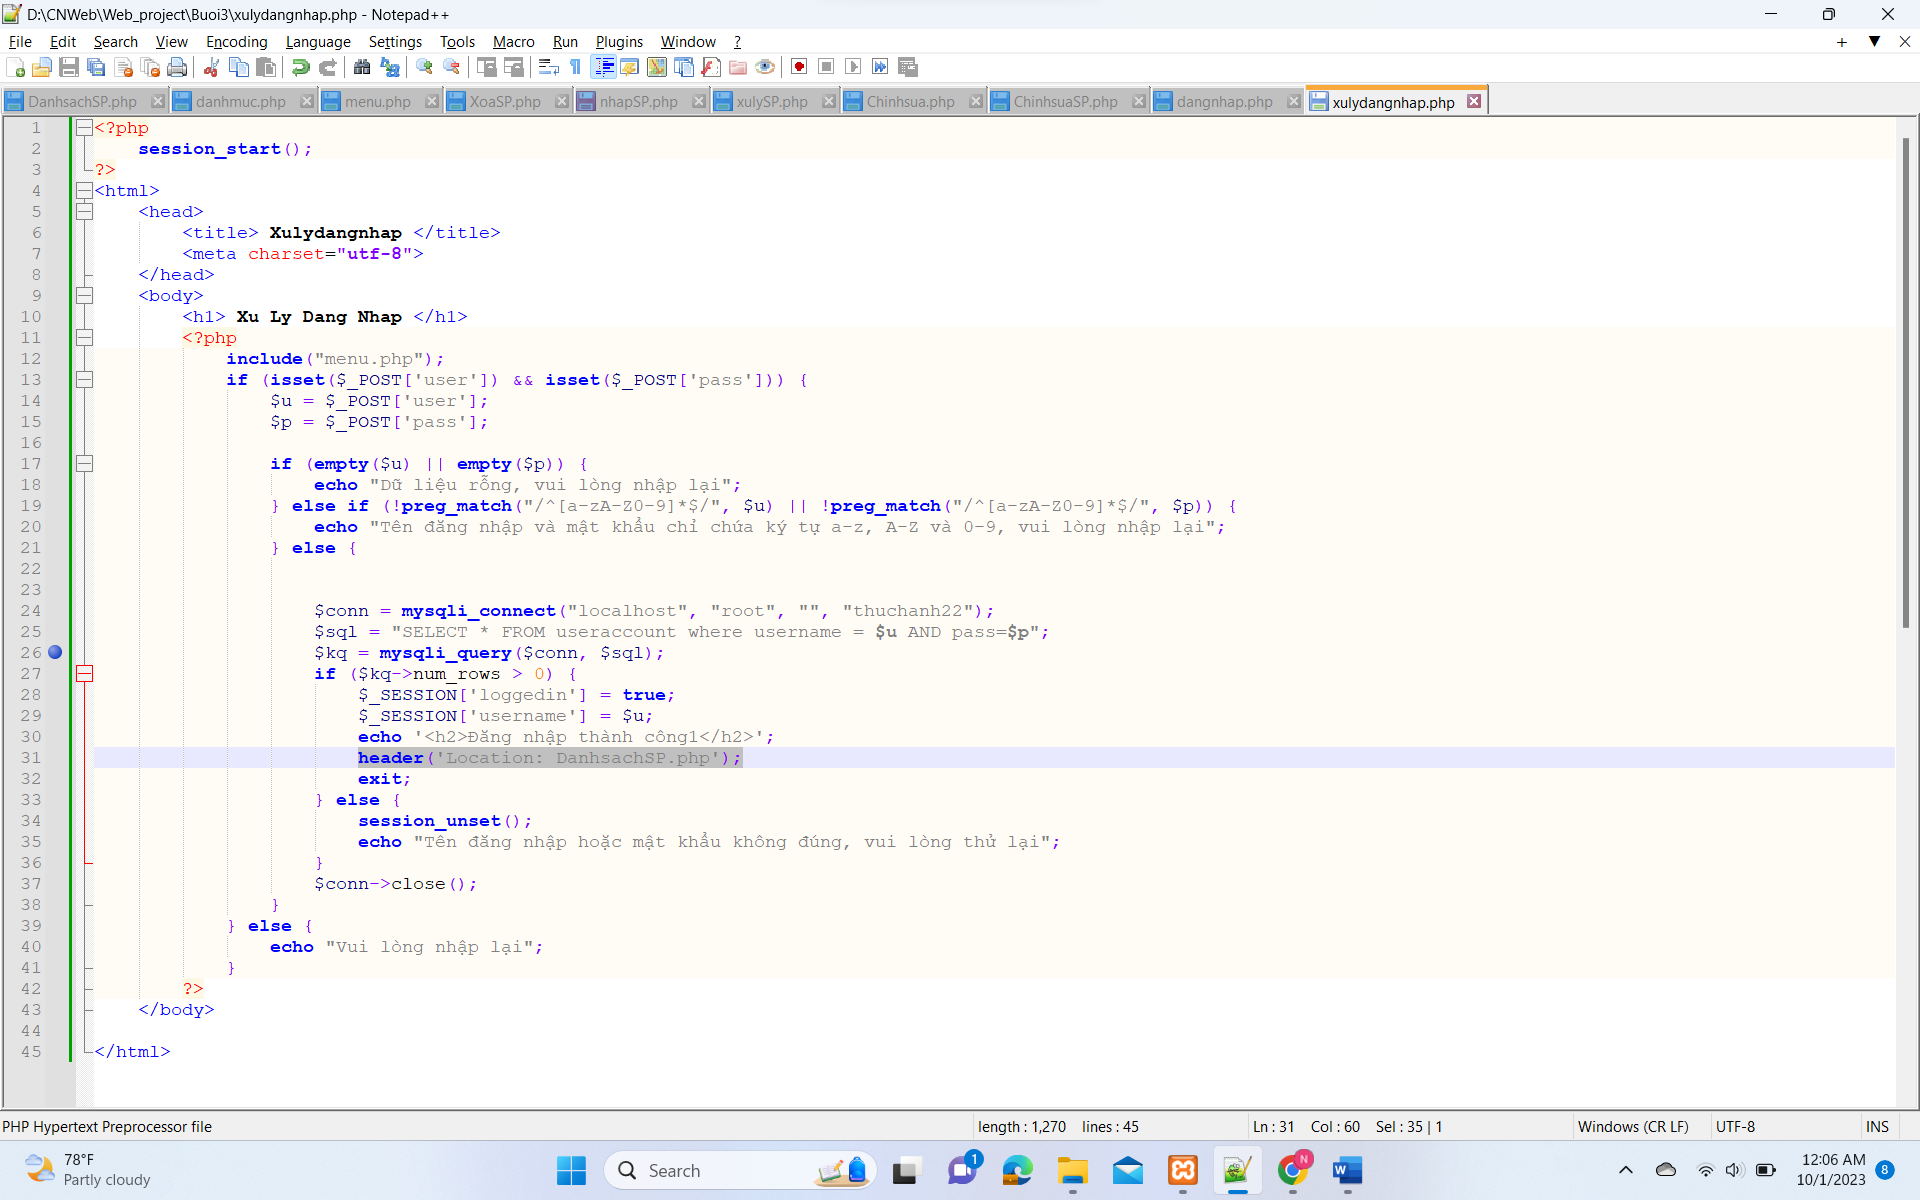 D:\CNWeb\Web_project\Buoi3\xulydangnhap.php - Notepad++
File Edit Search View Encoding Language Settings Tools Macro Run Plugins Window ?
DanhsachSP.php danhmuc.php menu.php XoaSP.php nhapSP.php xulySP.php Chinhsua.php ChinhsuaSP.php dangnhap.php xulydangnhap.php
1 <?php
2 session_start();
3 ?>
4 <html>
5 <head>
6 <title> Xulydangnhap </title>
7 <meta charset="utf-8">
8 </head>
9 <body>
10 <h1> Xu Ly Dang Nhap </h1>
11 <?php
12 include("menu.php");
13 if (isset($_POST['user']) && isset($_POST['pass'])) {
14 $u = $_POST['user'];
15 $p = $_POST['pass'];
16
17 if (empty($u) || empty($p)) {
18 echo "Dữ liệu rỗng, vui lòng nhập lại";
19 } else if (!preg_match("/^[a-zA-Z0-9]*$/", $u) || !preg_match("/^[a-zA-Z0-9]*$/", $p)) {
20 echo "Tên đăng nhập và mật khẩu chỉ chứa ký tự a-z, A-Z và 0-9, vui lòng nhập lại";
21 } else {
22
23
24 $conn = mysqli_connect("localhost", "root", "", "thuchanh22");
25 $sql = "SELECT * FROM useraccount where username = $u AND pass=$p";
26 $kq = mysqli_query($conn, $sql);
27 if ($kq->num_rows > 0) {
28 $_SESSION['loggedin'] = true;
29 $_SESSION['username'] = $u;
30 echo '<h2>Đăng nhập thành công1</h2>';
31 header('Location: DanhsachSP.php');
32 exit;
33 } else {
34 session_unset();
35 echo "Tên đăng nhập hoặc mật khẩu không đúng, vui lòng thử lại";
36 }
37 $conn->close();
38 }
39 } else {
40 echo "Vui lòng nhập lại";
41 }
42 ?>
43 </body>
44
45 </html>
PHP Hypertext Preprocessor file length : 1,270 lines : 45 Ln : 31 Col : 60 Sel : 35 | 1 Windows (CR LF) UTF-8 INS
78°F
Partly cloudy
Search
1
N
12:06 AM
10/1/2023
8